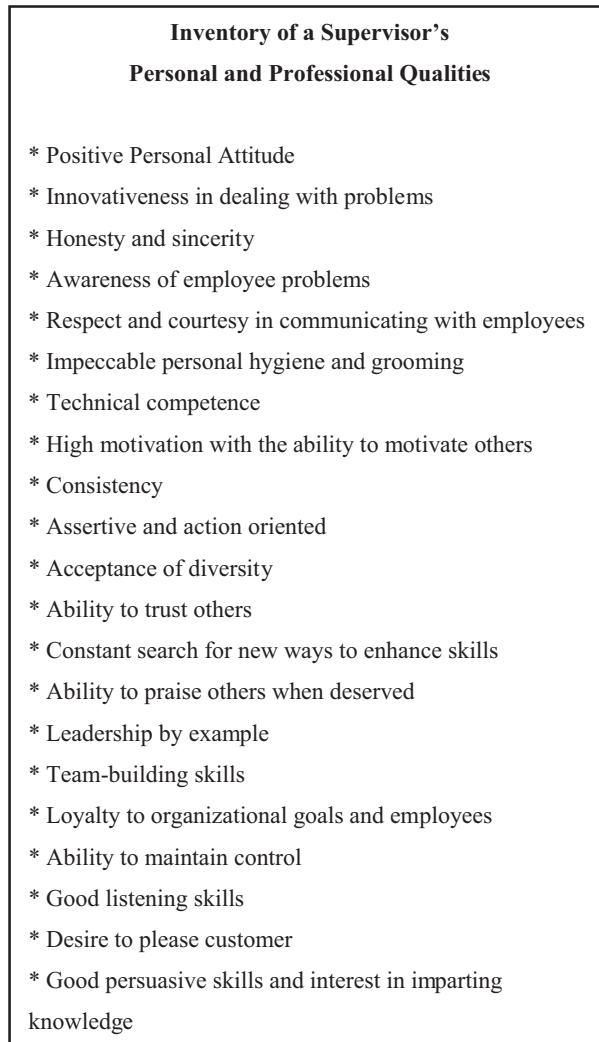 Inventory of a Supervisor's
Personal and Professional Qualities
* Positive Personal Attitude
* Innovativeness in dealing with problems
* Honesty and sincerity
* Awareness of employee problems
* Respect and courtesy in communicating with employees
* Impeccable personal hygiene and grooming
* Technical competence
* High motivation with the ability to motivate others
* Consistency
* Assertive and action oriented
* Acceptance of diversity
* Ability to trust others
* Constant search for new ways to enhance skills
* Ability to praise others when deserved
* Leadership by example
* Team-building skills
* Loyalty to organizational goals and employees
* Ability to maintain control
* Good listening skills
* Desire to please customer
* Good persuasive skills and interest in imparting
knowledge